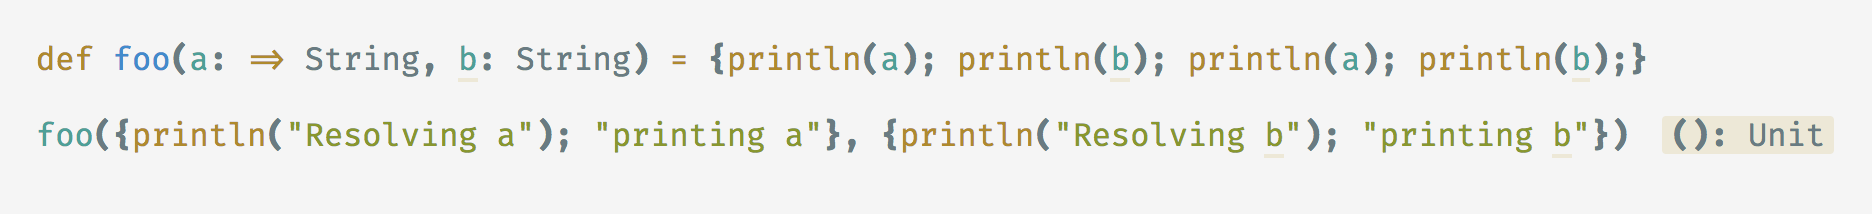 def foo(a: => String, b: String) = {println(a); println(b); println(a); println(b);}
foo({println("Resolving a"); "printing a"}, {println("Resolving b"); "printing b"}) (): Unit